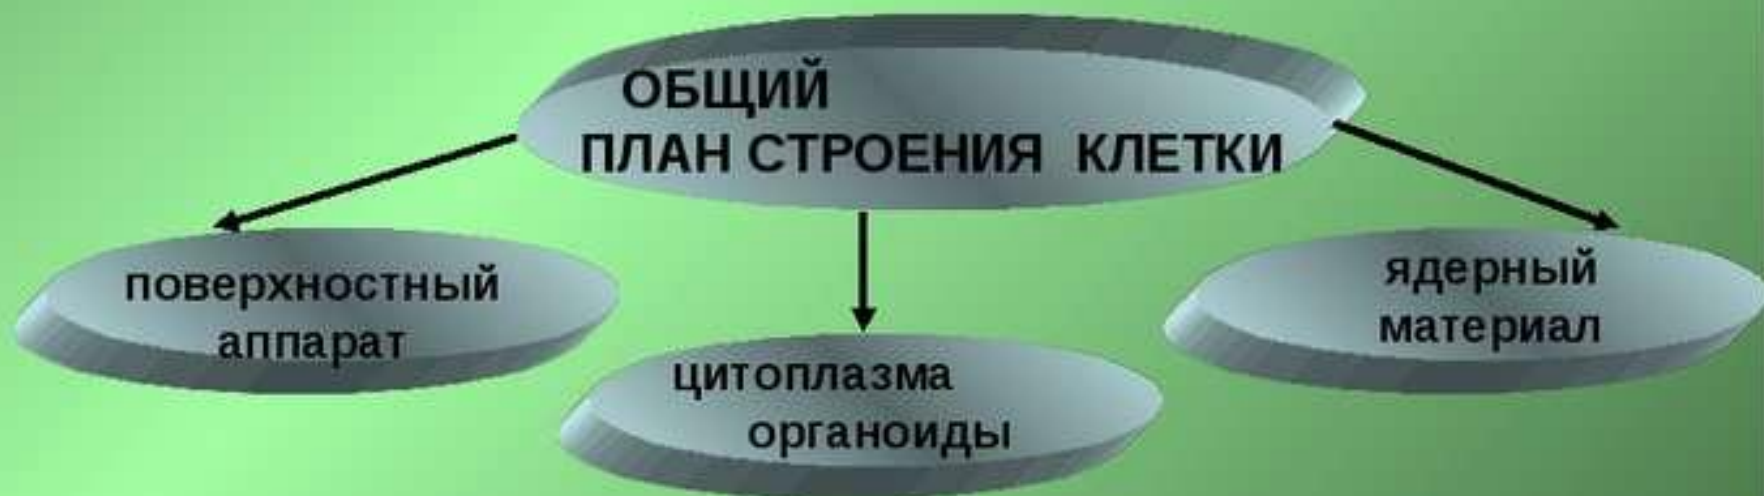 ОБЩИЙ
ПЛАН СТРОЕНИЯ КЛЕТКИ
поверхностный
аппарат
цитоплазма
органоиды
ядерный
материал